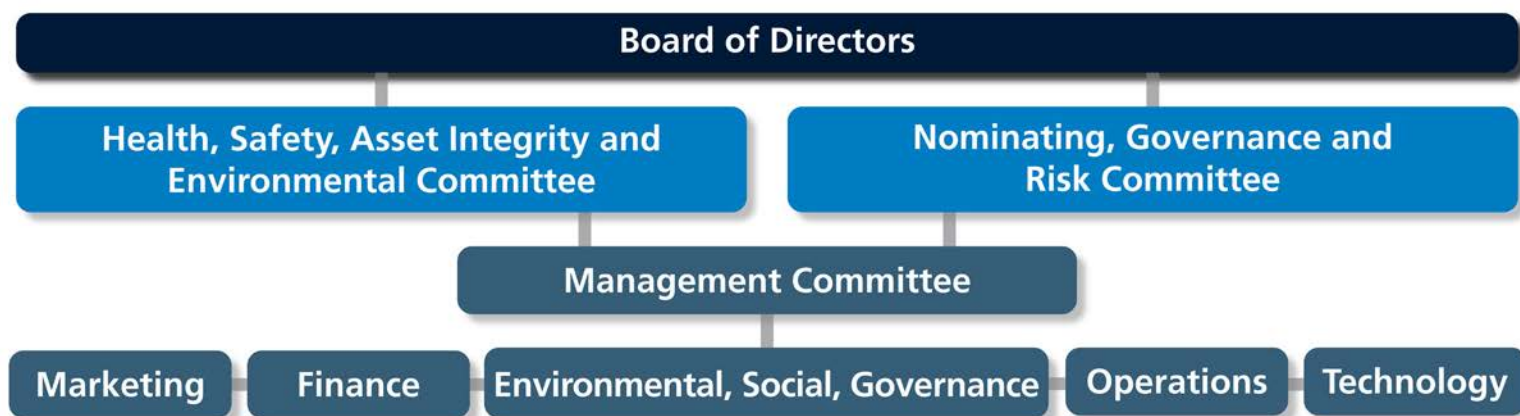 Board of Directors
Health, Safety, Asset Integrity and
Environmental Committee
Nominating, Governance and
Risk Committee
Management Committee
Marketing
Finance
Environmental, Social, Governance
Operations
Technology